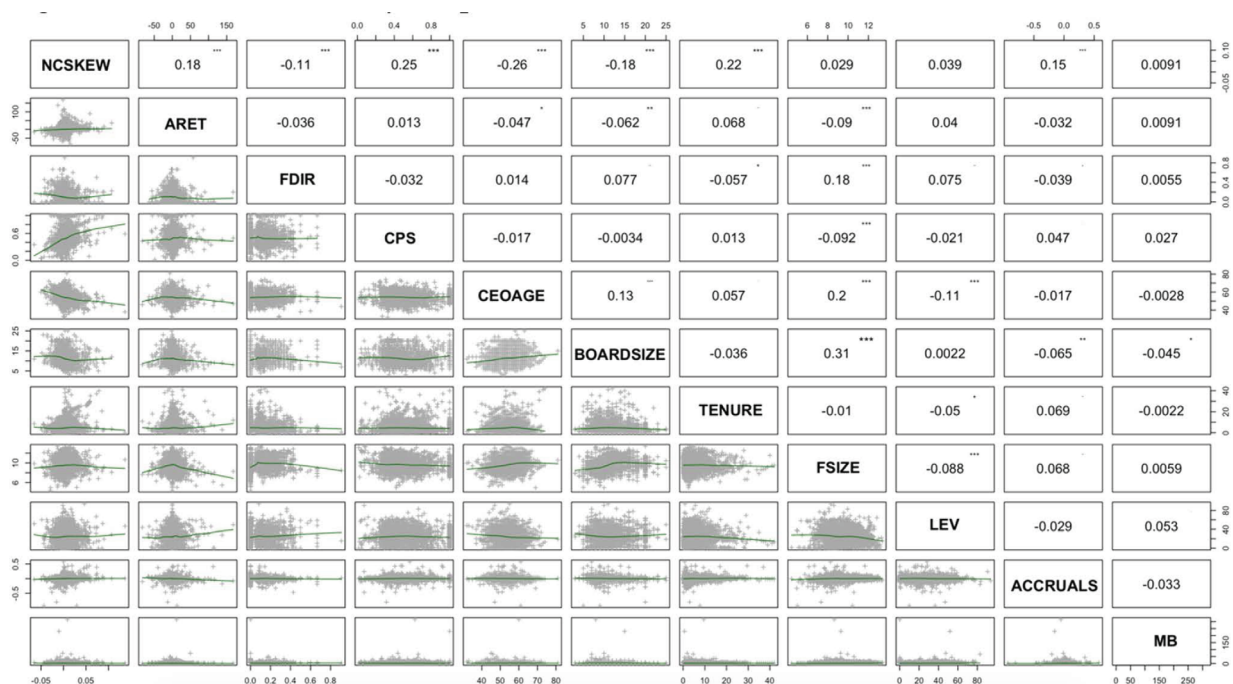 -50 0 50 150 0.0 0.4 0.8 5 10 15 20 25 6 8 10 12 -0.5 0.0 0.5
*** *** *** *** *** *** ***
NCSKEW 0.18 -0.11 0.25 -0.26 -0.18 0.22 0.029 0.039 0.15 0.0091 -0.05 0.10
* ** ***
-50 100 ARET -0.036 0.013 -0.047 -0.062 0.068 -0.09 0.04 -0.032 0.0091
* ***
FDIR -0.032 0.014 0.077 -0.057 0.18 0.075 -0.039 0.0055 0.0 0.4 0.8
***
0.0 0.6 CPS -0.017 -0.0034 0.013 -0.092 -0.021 0.047 0.027
*** *** ***
CEOAGE 0.13 0.057 0.2 -0.11 -0.017 -0.0028 40 60 80
*** ** *
5 15 25 BOARDSIZE -0.036 0.31 0.0022 -0.065 -0.045
*
TENURE -0.01 -0.05 0.069 -0.0022 0 20 40
***
6 10 FSIZE -0.088 0.068 0.0059
LEV -0.029 0.053 0 40 80
-0.5 0.5 ACCRUALS -0.033
MB 0 150
-0.05 0.05 0.0 0.2 0.4 0.6 0.8 40 50 60 70 80 0 10 20 30 40 0 20 40 60 80 0 50 150 250